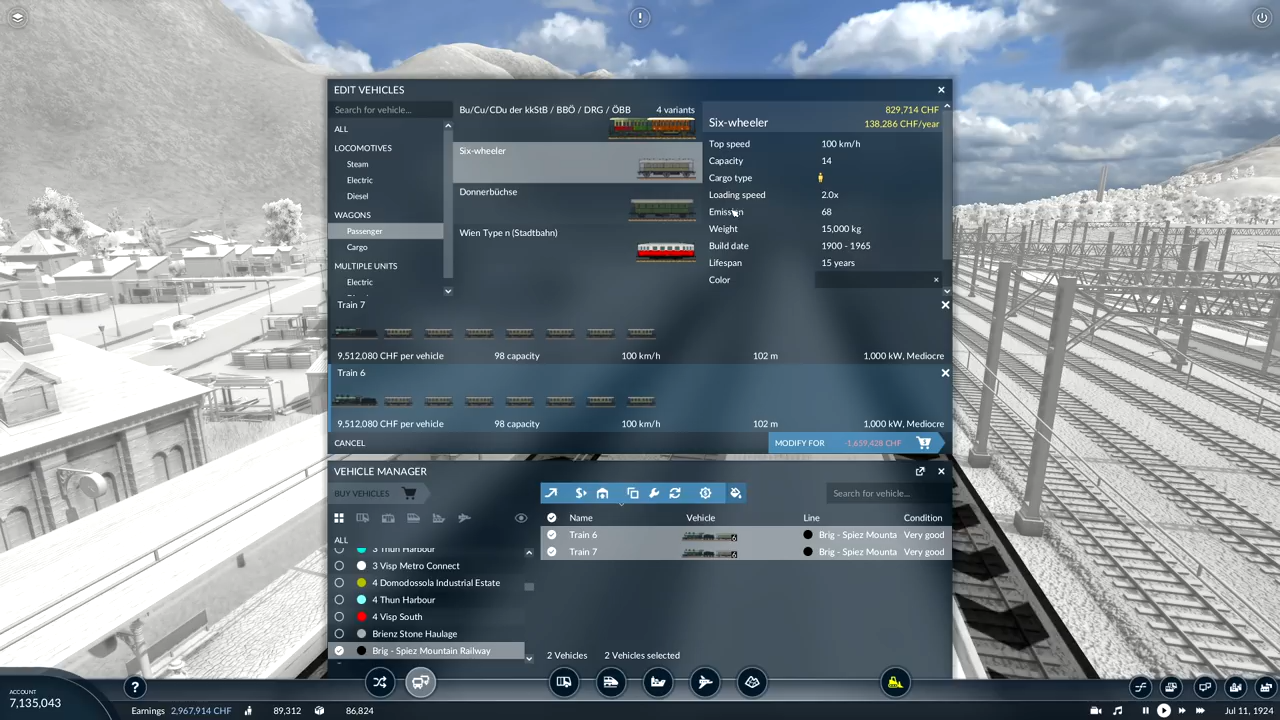 EDIT VEHICLES
Search for vehicle...
ALL
LOCOMOTIVES
Steam
Electric
Diesel
WAGONS
Passenger
Cargo
MULTIPLE UNITS
Electric
Bu/Cu/CDu der kkStB / BBÖ / DRG / ÖBB 4 variants
Six-wheeler
Donnerbüchse
Wien Type n (Stadtbahn)
829,714 CHF
Six-wheeler 138,286 CHF/year
Top speed 100 km/h
Capacity 14
Cargo type
Loading speed 2.0x
Emission 68
Weight 15,000 kg
Build date 1900 - 1965
Lifespan 15 years
Color
Train 7
9,512,080 CHF per vehicle 98 capacity 100 km/h 102 m 1,000 kW, Mediocre
Train 6
9,512,080 CHF per vehicle 98 capacity 100 km/h 102 m 1,000 kW, Mediocre
CANCEL MODIFY FOR -1,659,428 CHF
VEHICLE MANAGER
BUY VEHICLES
Search for vehicle...
ALL
3 Thun Harbour
3 Visp Metro Connect
4 Domodossola Industrial Estate
4 Thun Harbour
4 Visp South
Brienz Stone Haulage
Brig - Spiez Mountain Railway
Name Vehicle Line Condition
Train 6 6 Brig - Spiez Mounta Very good
Train 7 6 Brig - Spiez Mounta Very good
2 Vehicles 2 Vehicles selected
ACCOUNT
7,135,043
Earnings 2,967,914 CHF 89,312 86,824
Jul 11, 1924